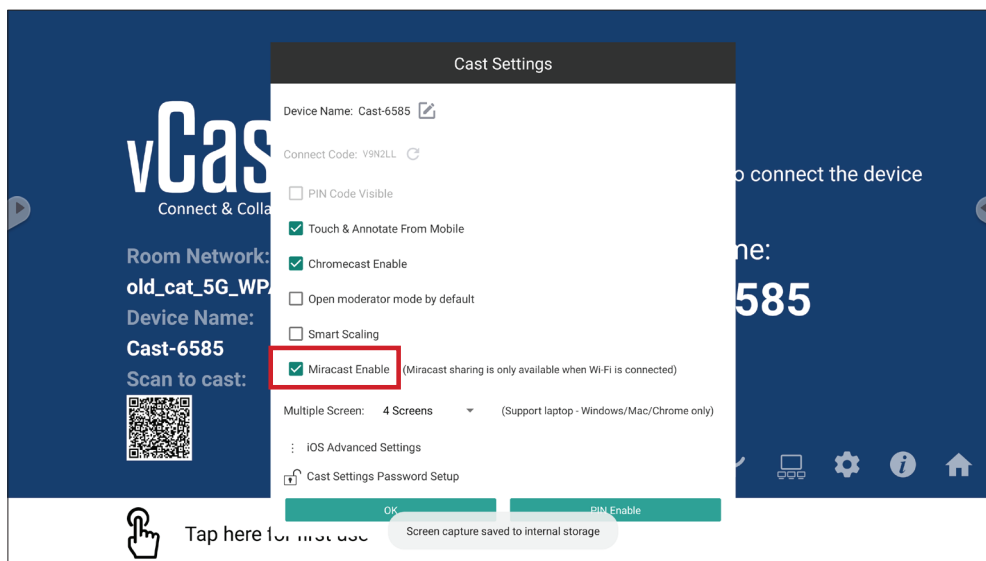 Cast Settings
Device Name: Cast-6585
Connect Code: V9N2LL
PIN Code Visible
Touch & Annotate From Mobile
Chromecast Enable
Open moderator mode by default
Smart Scaling
Miracast Enable (Miracast sharing is only available when Wi-Fi is connected)
Multiple Screen: 4 Screens (Support laptop - Windows/Mac/Chrome only)
iOS Advanced Settings
Cast Settings Password Setup
OK PIN Enable
Screen capture saved to internal storage
vCas
Connect & Colla
Room Network:
old_cat_5G_WP
Device Name:
Cast-6585
Scan to cast:
connect the device
ne:
585
Tap here for first use